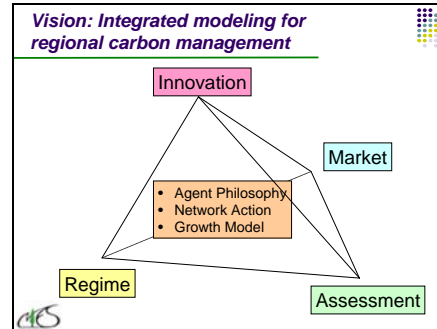 Vision: Integrated modeling for
regional carbon management
Innovation
Market
• Agent Philosophy
• Network Action
• Growth Model
Regime
Assessment